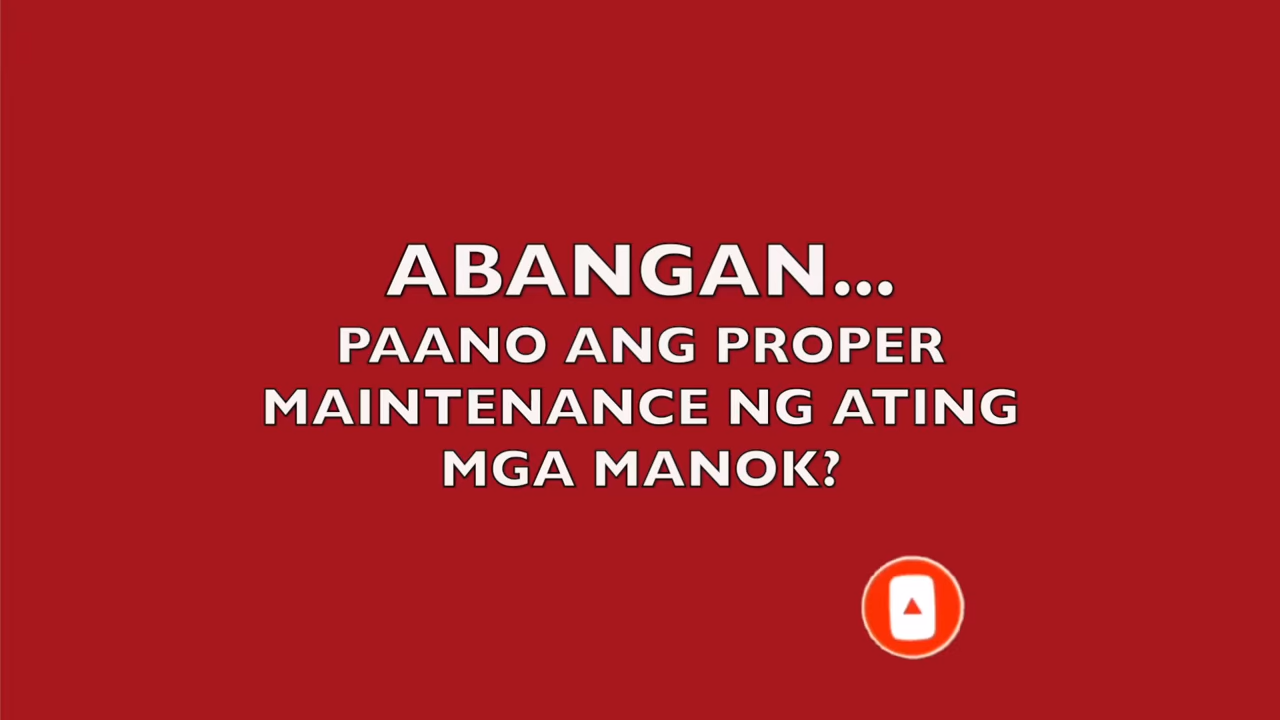 ABANGAN...
PAANO ANG PROPER
MAINTENANCE NG ATING
MGA MANOK?